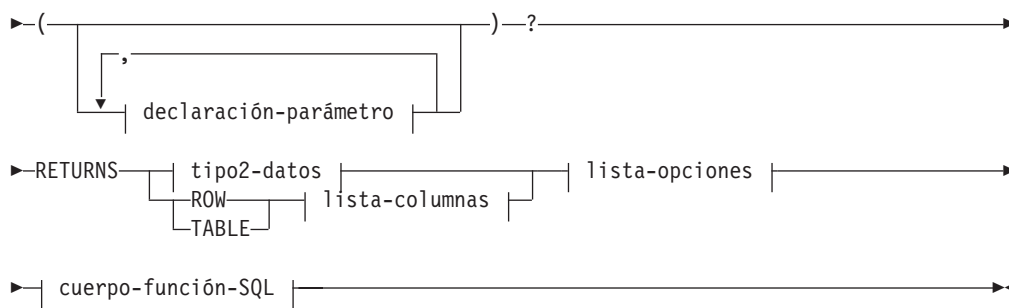 ( ) ?
,
declaración-parámetro
RETURNS tipo2-datos lista-opciones
ROW lista-columnas
TABLE
cuerpo-función-SQL